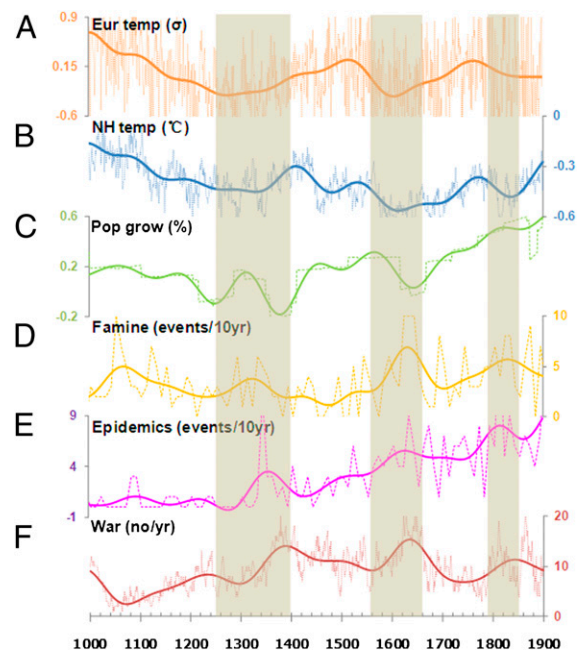 A
Eur temp (σ)
0.9
0.15
-0.6
B
NH temp (℃)
0
-0.3
-0.6
C
Pop grow (%)
0.6
0.2
-0.2
D
Famine (events/10yr)
10
5
0
E
Epidemics (events/10yr)
9
4
-1
F
War (no/yr)
20
10
0
1000 1100 1200 1300 1400 1500 1600 1700 1800 1900